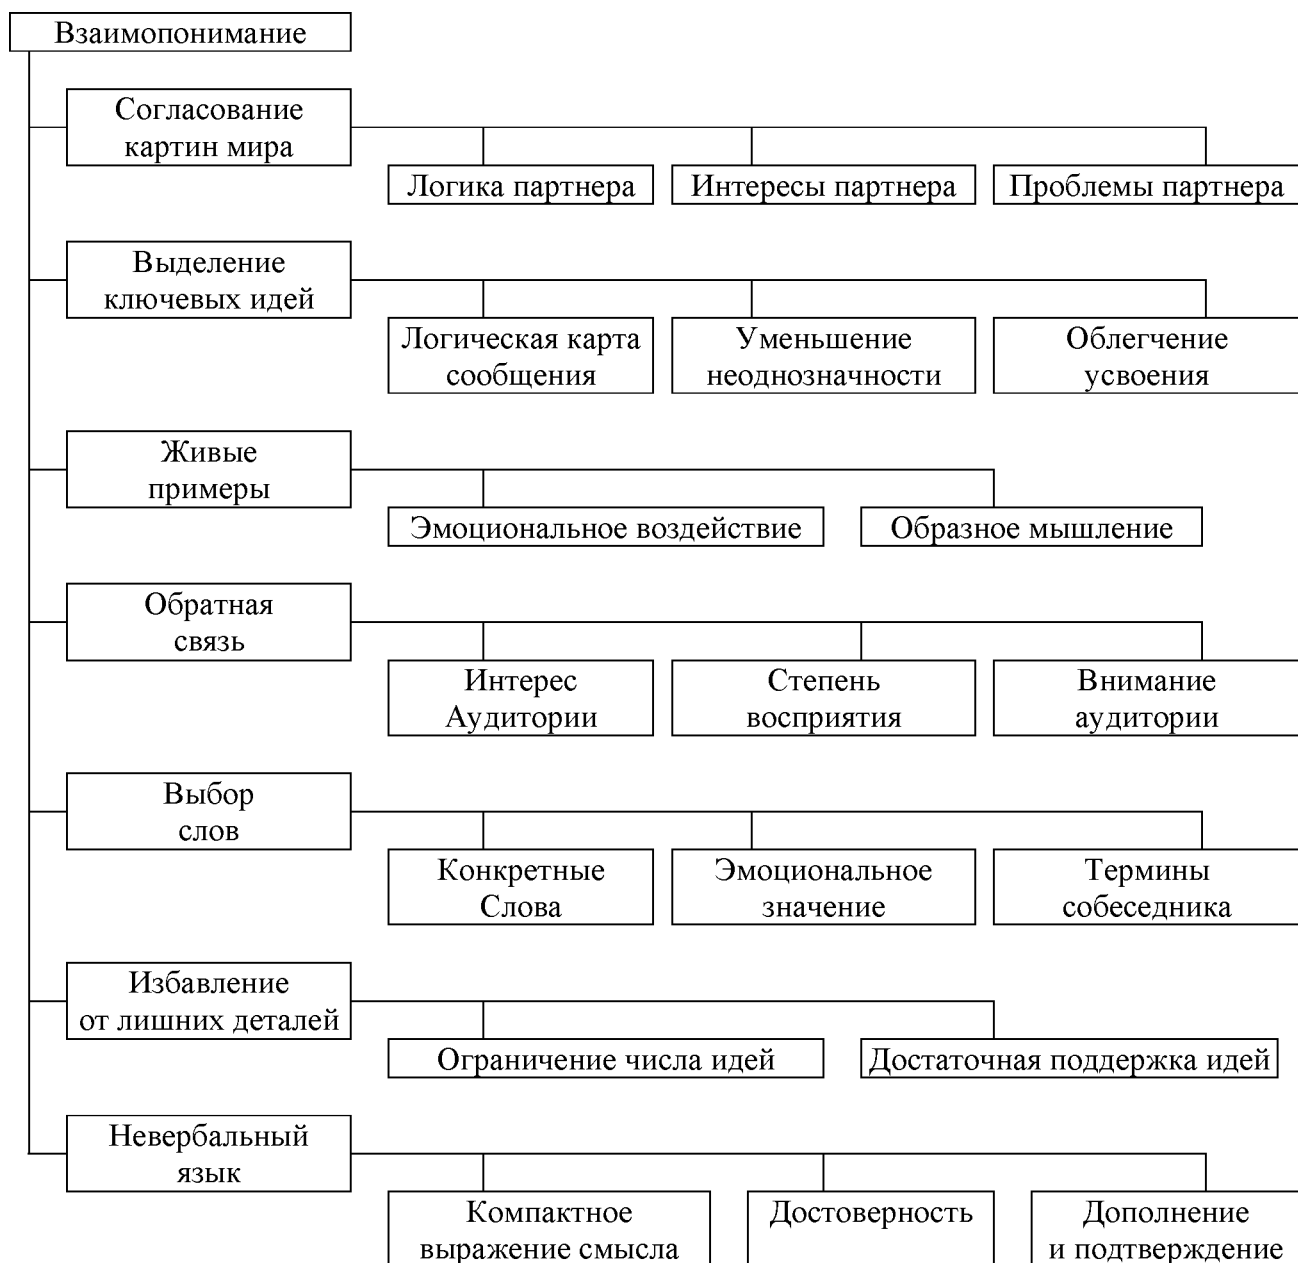 Взаимопонимание
Согласование
картин мира
Логика партнера
Интересы партнера
Проблемы партнера
Выделение
ключевых идей
Логическая карта
сообщения
Уменьшение
неоднозначности
Облегчение
усвоения
Живые
примеры
Эмоциональное воздействие
Образное мышление
Обратная
связь
Интерес
Аудитории
Степень
восприятия
Внимание
аудитории
Выбор
слов
Конкретные
Слова
Эмоциональное
значение
Термины
собеседника
Избавление
от лишних деталей
Ограничение числа идей
Достаточная поддержка идей
Невербальный
язык
Компактное
выражение смысла
Достоверность
Дополнение
и подтверждение